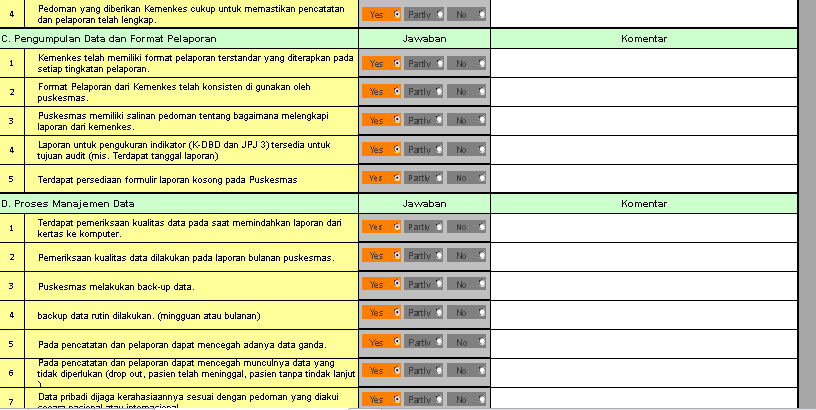 4 Pedoman yang diberikan Kemenkes cukup untuk memastikan pencatatan
dan pelaporan telah lengkap.
Yes Partly No
C. Pengumpulan Data dan Format Pelaporan Jawaban Komentar
1 Kemenkes telah memiliki format pelaporan terstandar yang diterapkan pada
setiap tingkatan pelaporan.
Yes Partly No
2 Format Pelaporan dari Kemenkes telah konsisten di gunakan oleh
puskesmas.
Yes Partly No
3 Puskesmas memiliki salinan pedoman tentang bagaimana melengkapi
laporan dari kemenkes.
Yes Partly No
4 Laporan untuk pengukuran indikator (K-DBD dan JPJ 3) tersedia untuk
tujuan audit (mis. Terdapat tanggal laporan)
Yes Partly No
5 Terdapat persediaan formulir laporan kosong pada Puskesmas
Yes Partly No
D. Proses Manajemen Data Jawaban Komentar
1 Terdapat pemeriksaan kualitas data pada saat memindahkan laporan dari
kertas ke komputer.
Yes Partly No
2 Pemeriksaan kualitas data dilakukan pada laporan bulanan puskesmas.
Yes Partly No
3 Puskesmas melakukan back-up data.
Yes Partly No
4 backup data rutin dilakukan. (mingguan atau bulanan)
Yes Partly No
5 Pada pencatatan dan pelaporan dapat mencegah adanya data ganda.
Yes Partly No
6 Pada pencatatan dan pelaporan dapat mencegah munculnya data yang
tidak diperlukan (drop out, pasien telah meninggal, pasien tanpa tindak lanjut
)
Yes Partly No
7 Data pribadi dijaga kerahasiaannya sesuai dengan pedoman yang diakui
secara nasional atau internasional
Yes Partly No